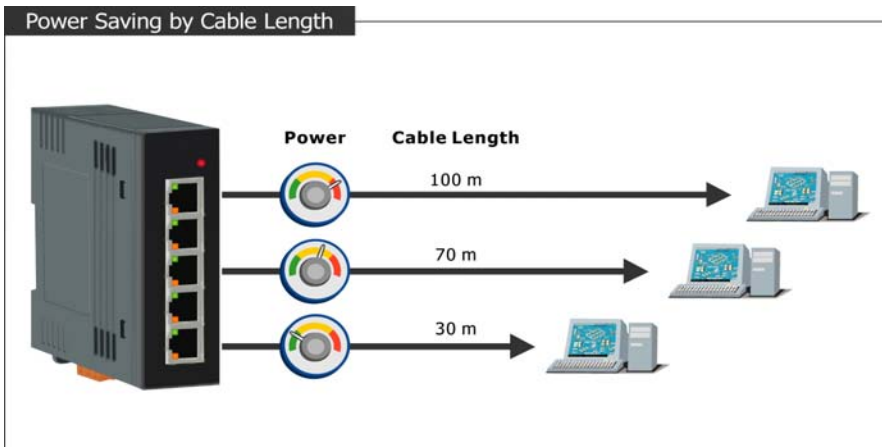 Power Saving by Cable Length
Power Cable Length
100 m
70 m
30 m